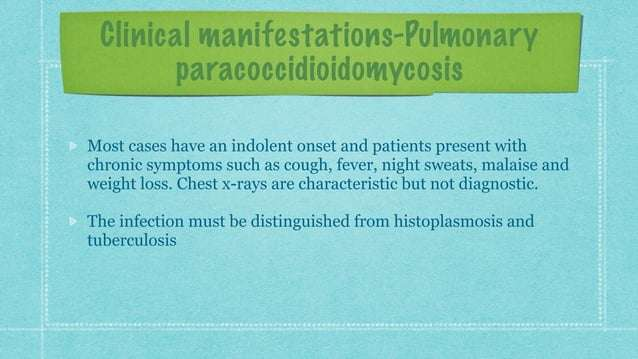 Clinical manifestations-Pulmonary
paracoccidioidomycosis
Most cases have an indolent onset and patients present with
chronic symptoms such as cough, fever, night sweats, malaise and
weight loss. Chest x-rays are characteristic but not diagnostic.
The infection must be distinguished from histoplasmosis and
tuberculosis